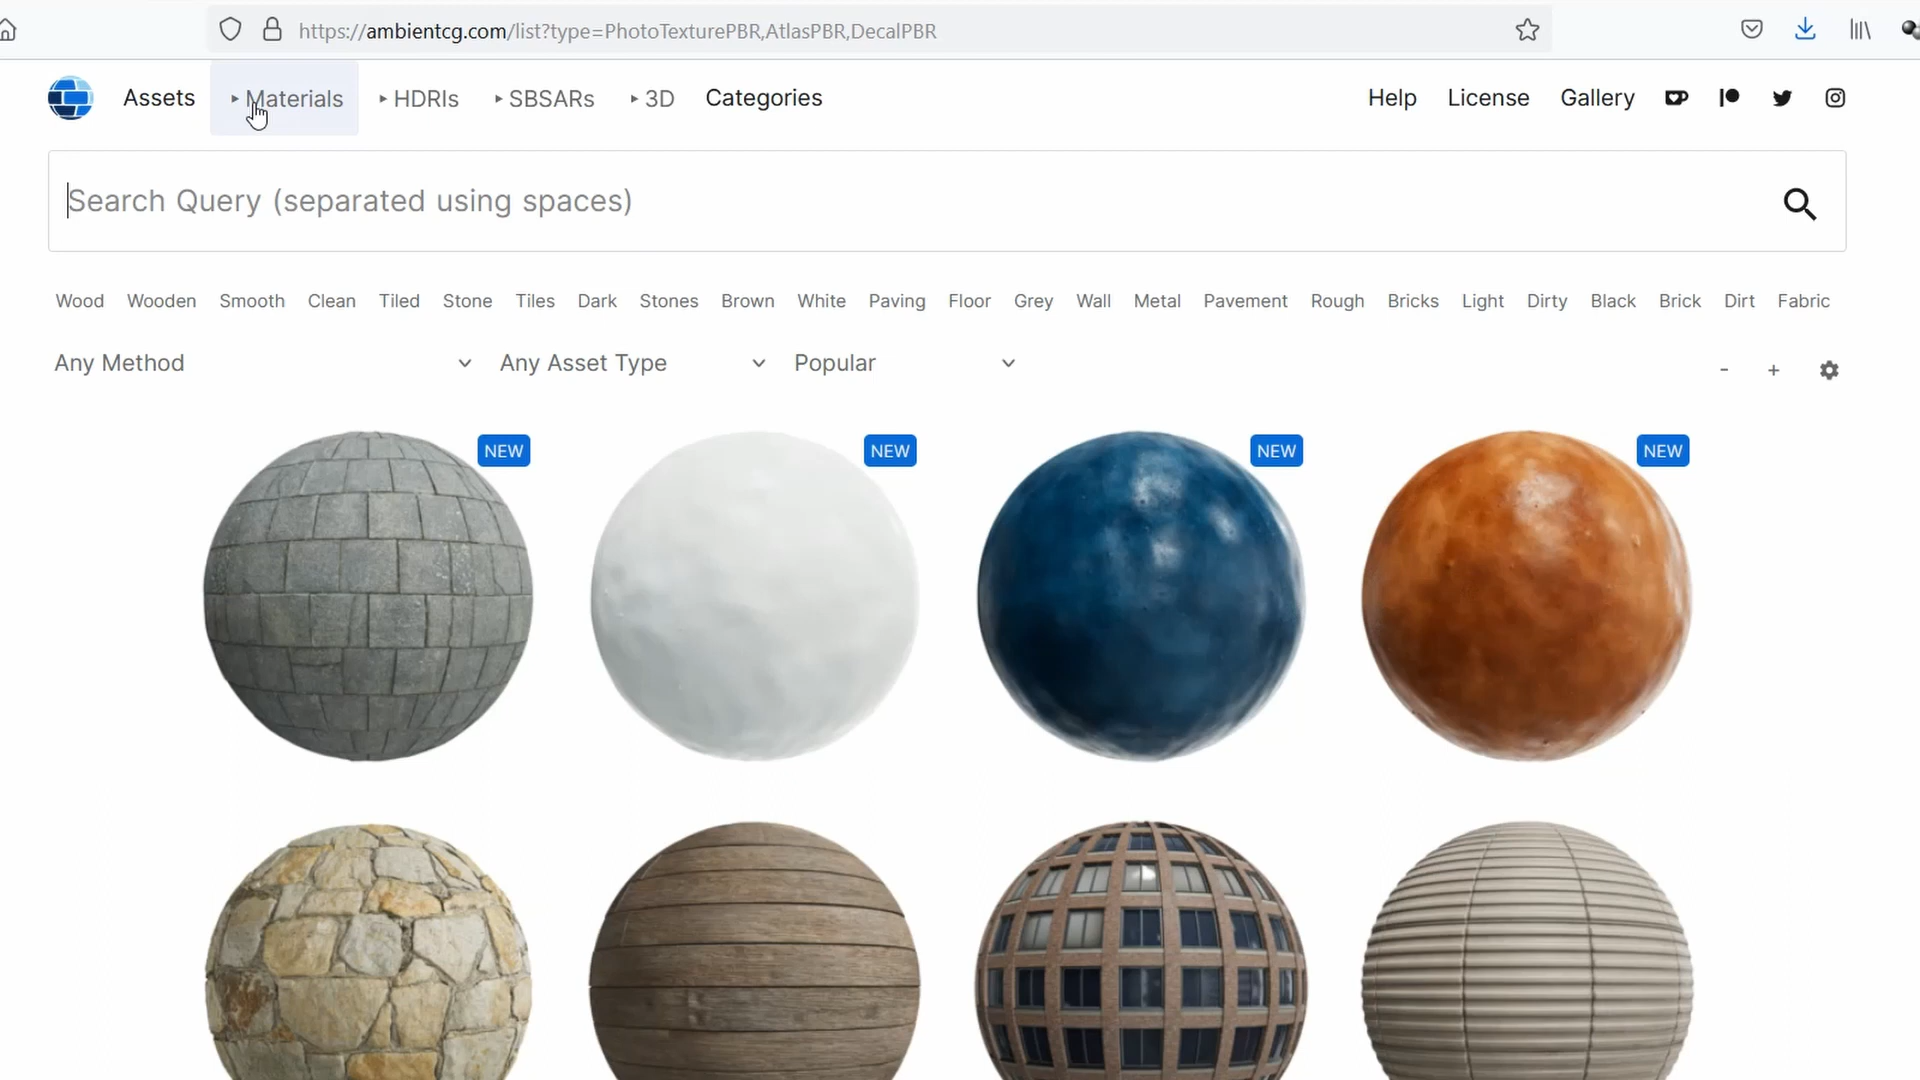 https://ambientcg.com/list?type=PhotoTexturePBR,AtlasPBR,DecalPBR
Assets Materials HDRIs SBSARs 3D Categories Help License Gallery
Search Query (separated using spaces)
Wood Wooden Smooth Clean Tiled Stone Tiles Dark Stones Brown White Paving Floor Grey Wall Metal Pavement Rough Bricks Light Dirty Black Brick Dirt Fabric
Any Method Any Asset Type Popular - +
NEW NEW NEW NEW